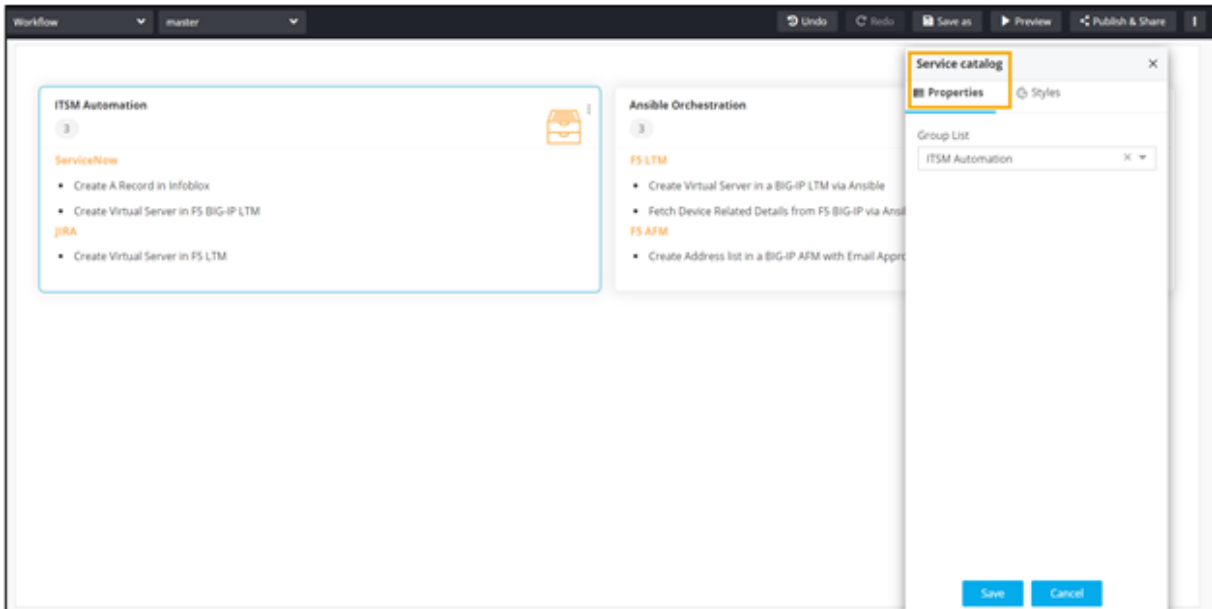 Workflow master Undo Redo Save as Preview Publish & Share
ITSM Automation
3
ServiceNow
• Create A Record in Infoblox
• Create Virtual Server in F5 BIG-IP LTM
JIRA
• Create Virtual Server in F5 LTM
Ansible Orchestration
3
F5 LTM
• Create Virtual Server in a BIG-IP LTM via Ansible
• Fetch Device Related Details from F5 BIG-IP via Ansi
F5 AFM
• Create Address list in a BIG-IP AFM with Email Appro
Service catalog
Properties Styles
Group List
ITSM Automation
Save Cancel